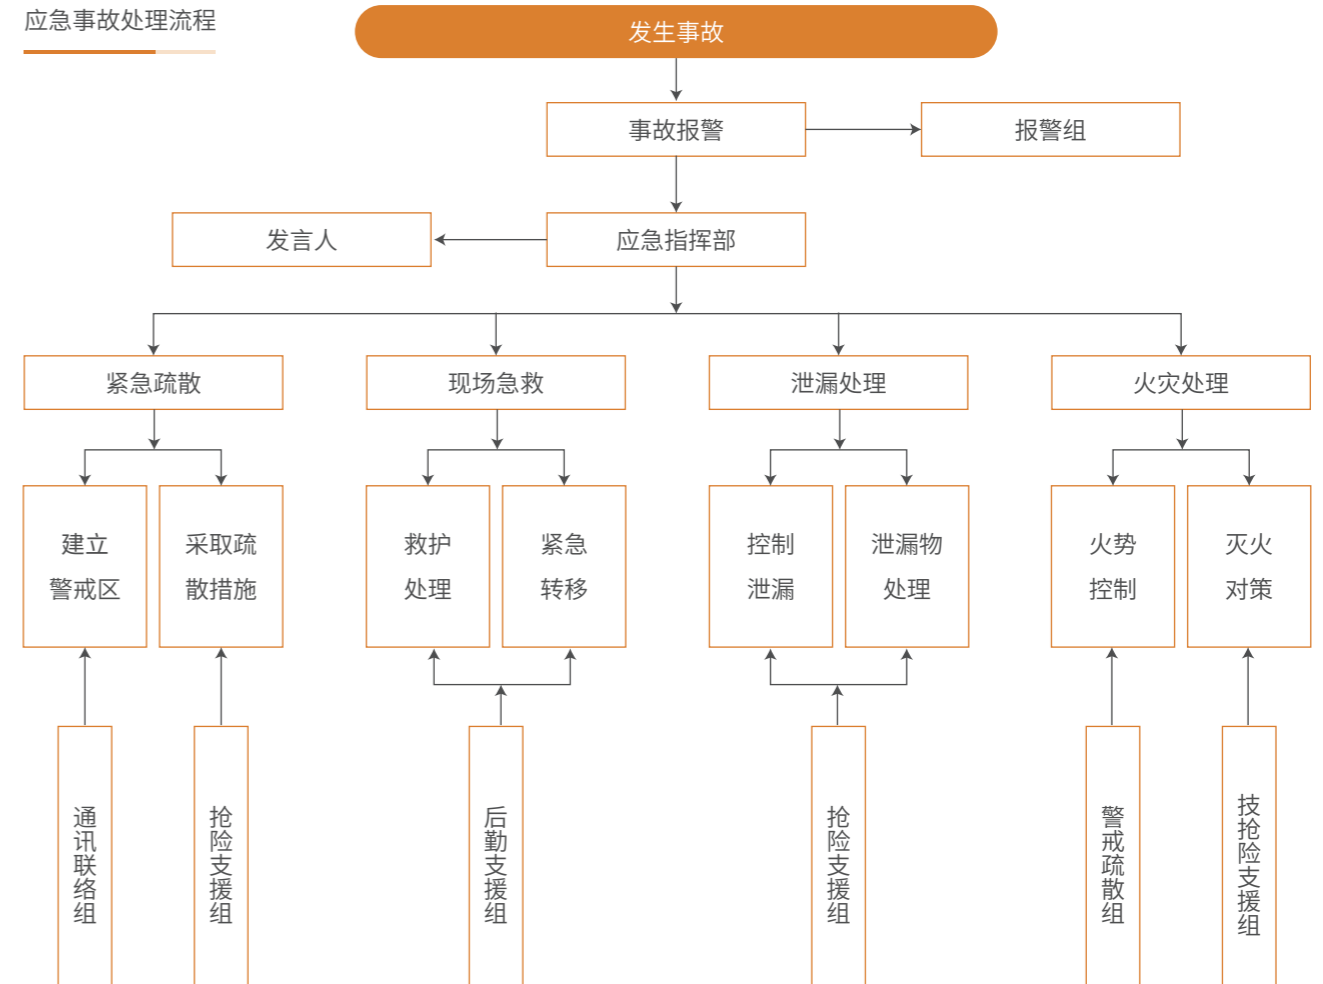 应急事故处理流程
发生事故
事故报警
报警组
发言人
应急指挥部
紧急疏散
现场急救
泄漏处理
火灾处理
建立
警戒区
采取疏
散措施
救护
处理
紧急
转移
控制
泄漏
泄漏物
处理
火势
控制
灭火
对策
通讯联络组
抢险支援组
后勤支援组
抢险支援组
警戒疏散组
技抢险支援组